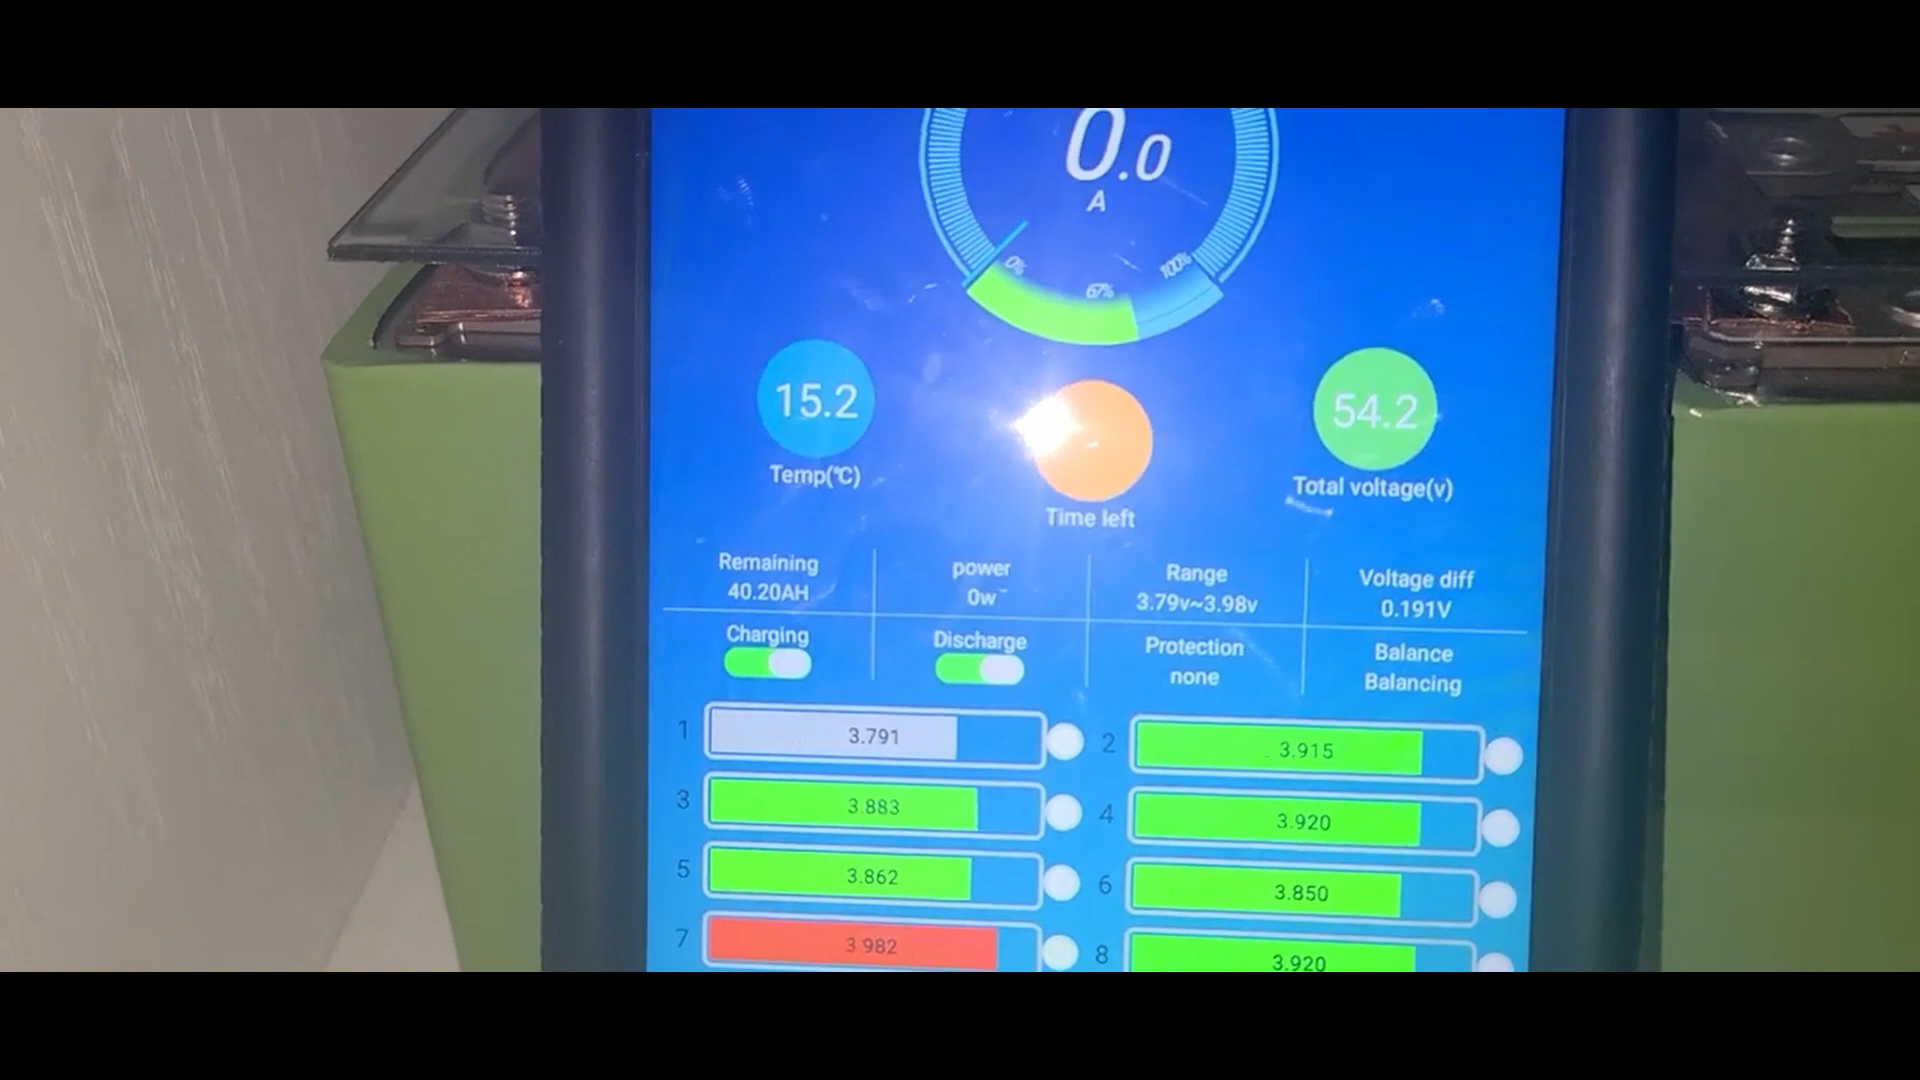 0.0
A
0%
67%
100%
15.2
Temp(℃)
Time left
54.2
Total voltage(v)
Remaining
40.20AH
power
0w
Range
3.79v~3.98v
Voltage diff
0.191V
Charging
Discharge
Protection
none
Balance
Balancing
1 3.791
2 3.915
3 3.883
4 3.920
5 3.862
6 3.850
7 3.982
8 3.920